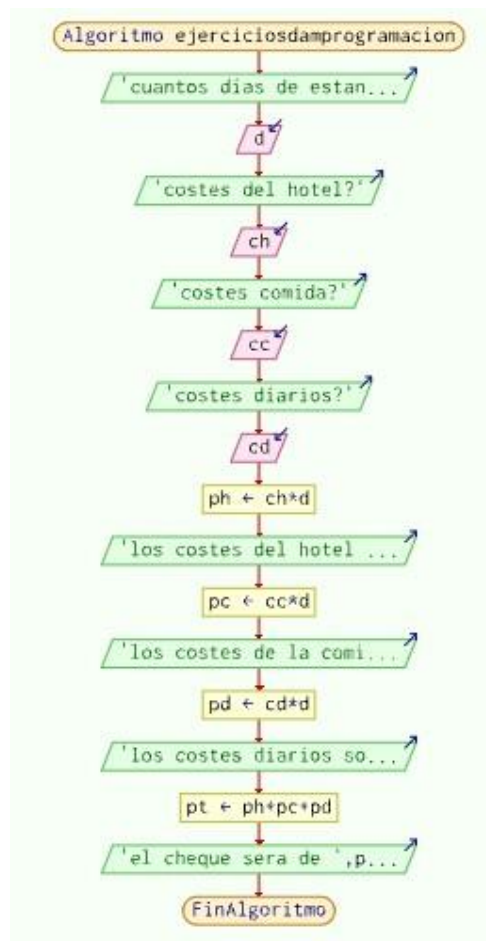 Algoritmo ejerciciosdamprogramacion
'cuantos dias de estan...
d
'costes del hotel?'
ch
'costes comida?'
cc
'costes diarios?'
cd
ph ← ch*d
'los costes del hotel ...
pc ← cc*d
'los costes de la comi...
pd ← cd*d
'los costes diarios so...
pt ← ph+pc+pd
'el cheque sera de ',p...
FinAlgoritmo